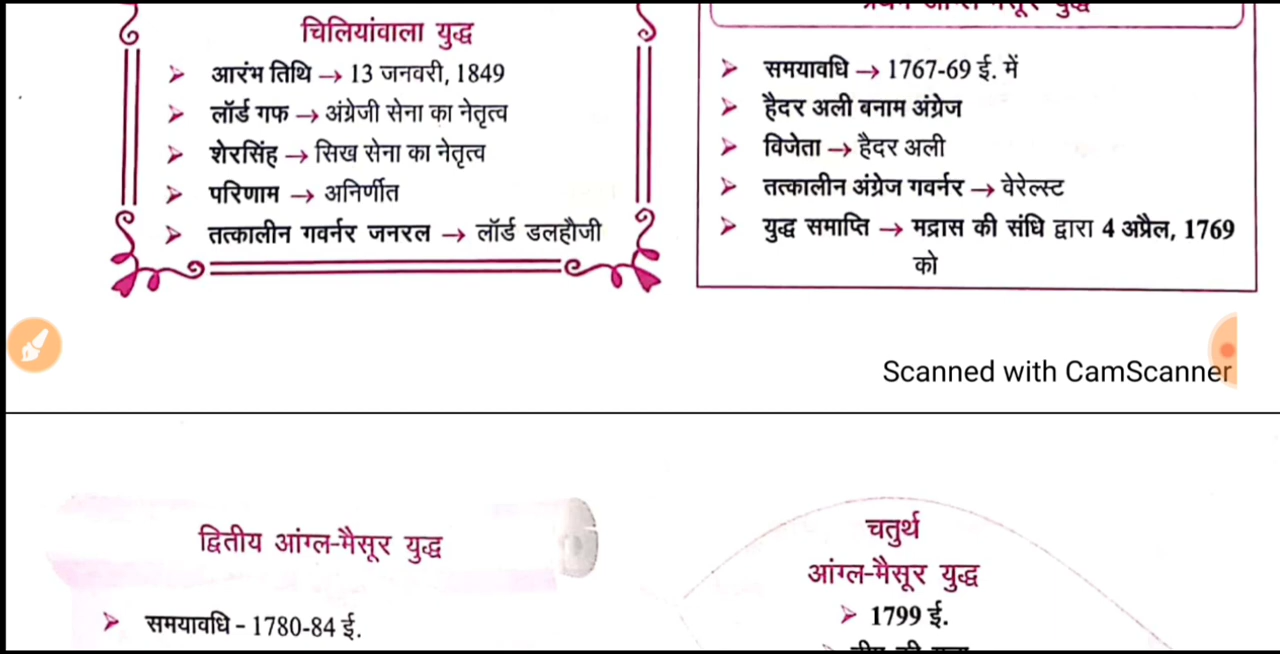 चिलियांवाला युद्ध
➢ आरंभ तिथि → 13 जनवरी, 1849
➢ लॉर्ड गफ → अंग्रेजी सेना का नेतृत्व
➢ शेरसिंह → सिख सेना का नेतृत्व
➢ परिणाम → अनिर्णीत
➢ तत्कालीन गवर्नर जनरल → लॉर्ड डलहौजी
➢ समयावधि → 1767-69 ई. में
➢ हैदर अली बनाम अंग्रेज
➢ विजेता → हैदर अली
➢ तत्कालीन अंग्रेज गवर्नर → वेरेल्स्ट
➢ युद्ध समाप्ति → मद्रास की संधि द्वारा 4 अप्रैल, 1769
को
Scanned with CamScanner
द्वितीय आंग्ल-मैसूर युद्ध
➢ समयावधि – 1780-84 ई.
चतुर्थ
आंग्ल-मैसूर युद्ध
➢ 1799 ई.